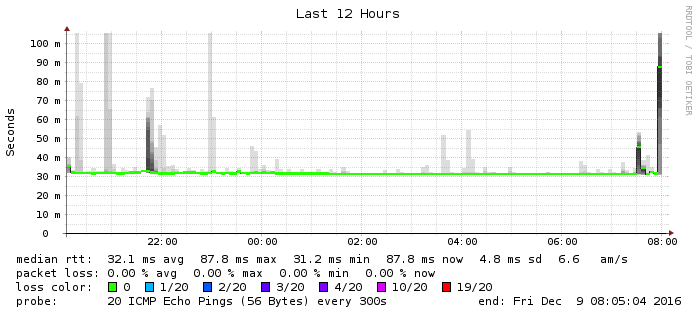 Last 12 Hours
RRDTOOL / TOBI OETIKER
Seconds
100 m
90 m
80 m
70 m
60 m
50 m
40 m
30 m
20 m
10 m
0
22:00 00:00 02:00 04:00 06:00 08:00
median rtt: 32.1 ms avg 87.8 ms max 31.2 ms min 87.8 ms now 4.8 ms sd 6.6 am/s
packet loss: 0.00 % avg 0.00 % max 0.00 % min 0.00 % now
loss color: 0 1/20 2/20 3/20 4/20 10/20 19/20
probe: 20 ICMP Echo Pings (56 Bytes) every 300s end: Fri Dec 9 08:05:04 2016